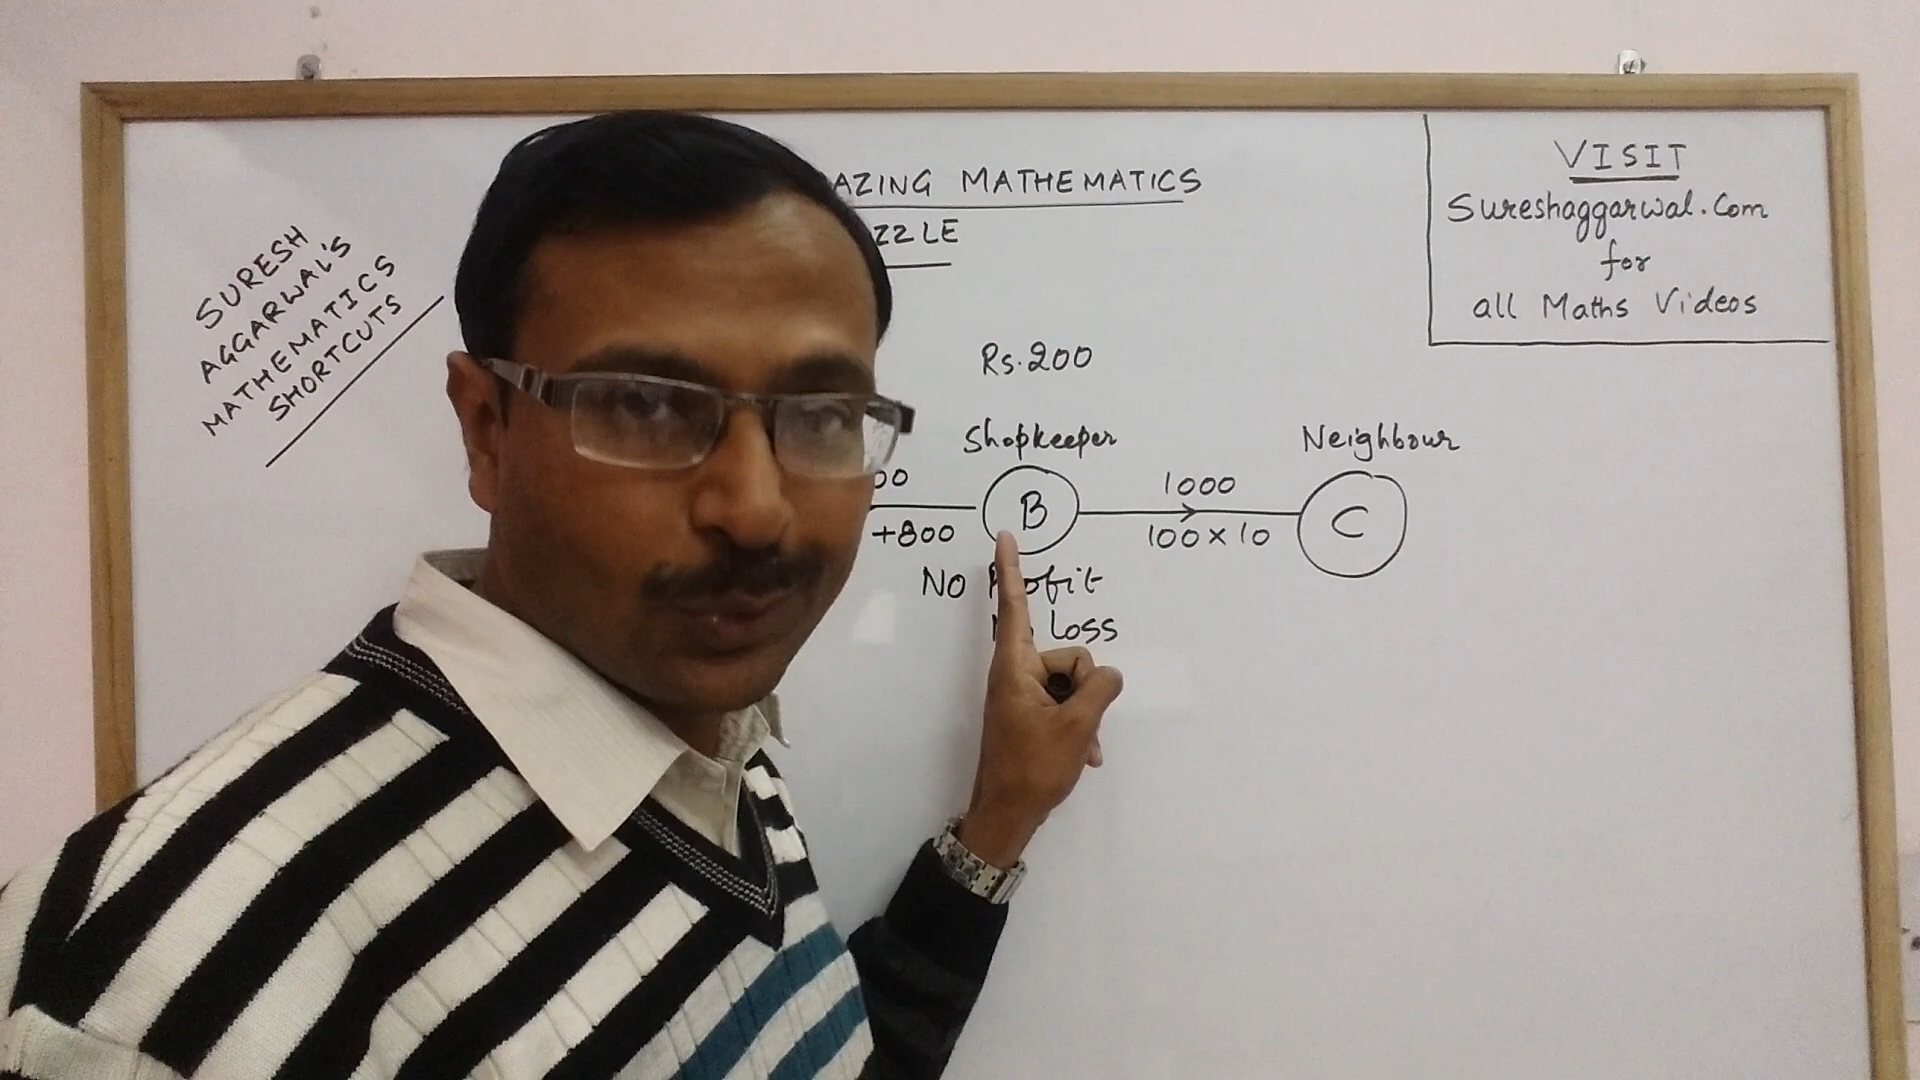 SURESH
AGGARWAL'S
MATHEMATICS
SHORTCUTS
AZING MATHEMATICS
ZZLE
VISIT
Sureshaggarwal.Com
for
all Maths Videos
Rs.200
Shopkeeper
Neighbour
00
B
1000
C
+800
100 x 10
No Profit
Loss